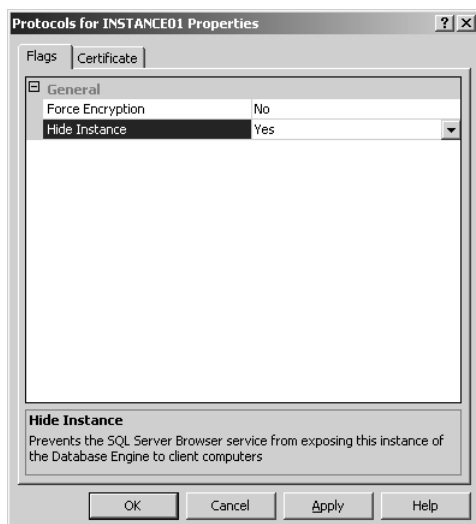 Protocols for INSTANCE01 Properties
Flags
Certificate
General
Force Encryption No
Hide Instance Yes
Hide Instance
Prevents the SQL Server Browser service from exposing this instance of
the Database Engine to client computers
OK Cancel Apply Help